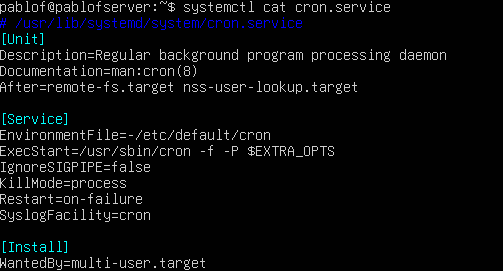 pablof@pablofserver:~$ systemctl cat cron.service
# /usr/lib/systemd/system/cron.service
[Unit]
Description=Regular background program processing daemon
Documentation=man:cron(8)
After=remote-fs.target nss-user-lookup.target

[Service]
EnvironmentFile=-/etc/default/cron
ExecStart=/usr/sbin/cron -f -P $EXTRA_OPTS
IgnoreSIGPIPE=false
KillMode=process
Restart=on-failure
SyslogFacility=cron

[Install]
WantedBy=multi-user.target